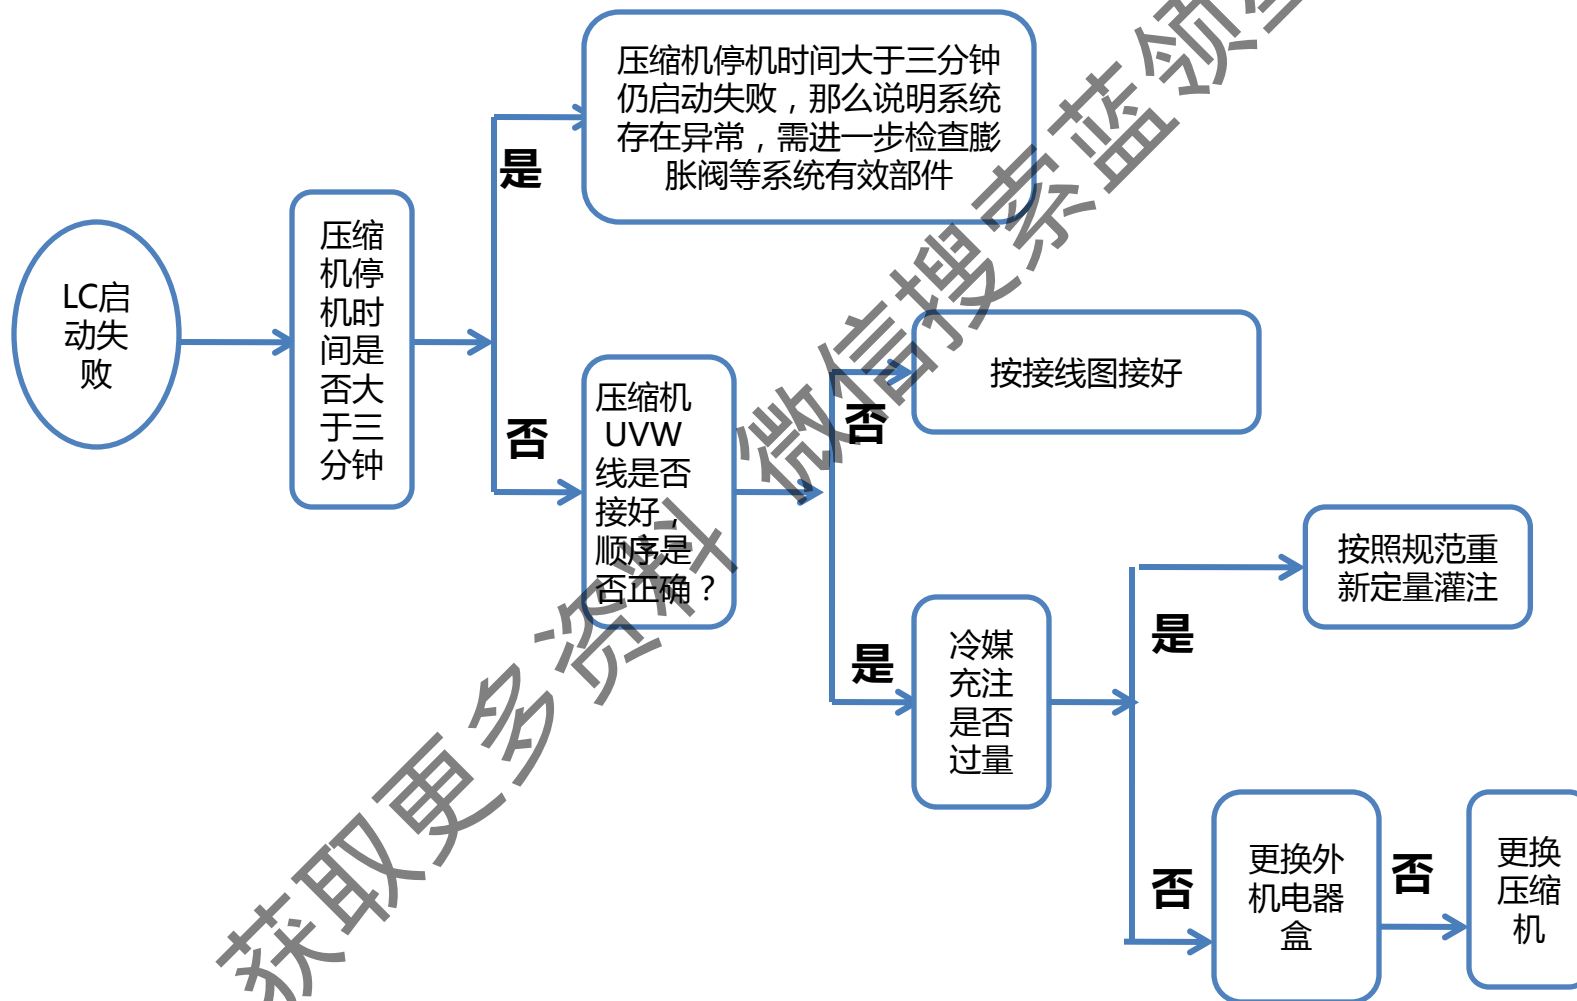 LC启
动失
败
压缩
机停
机时
间是
否大
于三
分钟
是
压缩机停机时间大于三分钟
仍启动失败，那么说明系统
存在异常，需进一步检查膨
胀阀等系统有效部件
否
压缩机
UVW
线是否
接好，
顺序是
否正确？
否
按接线图接好
是
冷媒
充注
是否
过量
是
按照规范重
新定量灌注
否
更换外
机电器
盒
否
更换
压缩
机
获取更多资料 微信搜索蓝领